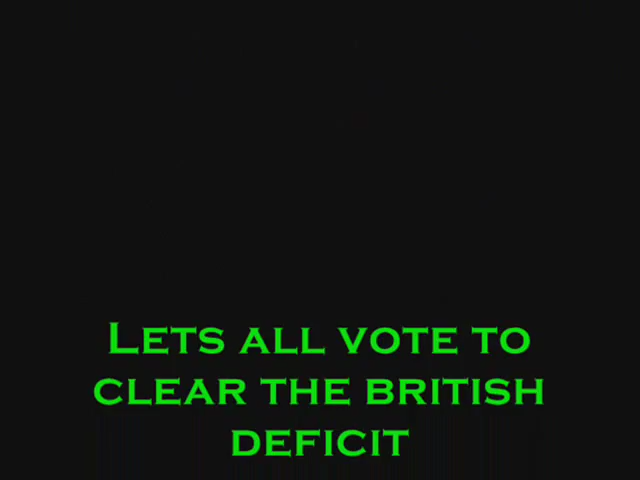 Lets all vote to
clear the british
deficit